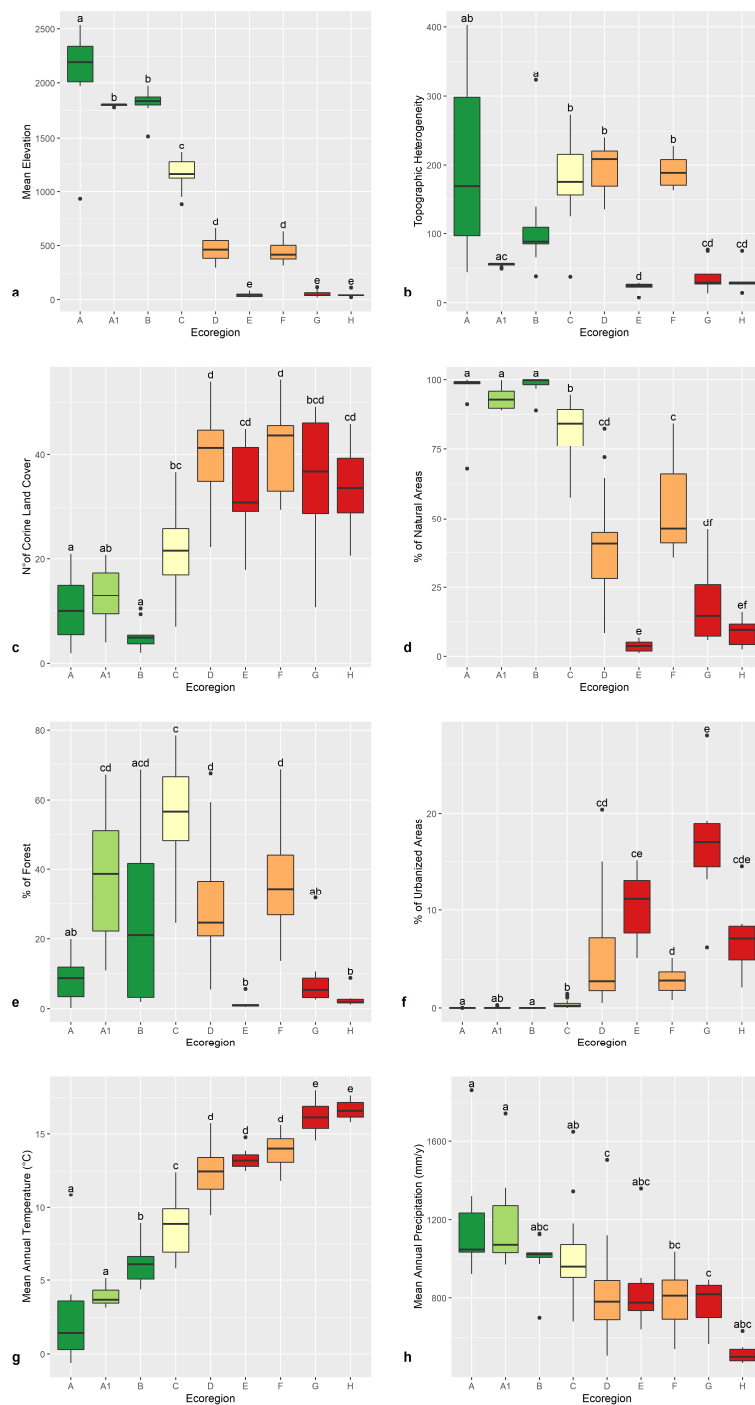 a ab
2500 400
a
b b b b b
2000 300
1500 c 200
1000
d d ac cd cd
500 100
e e e d
0 0
A A1 B C D E F G H A A1 B C D E F G H
a Mean Elevation Ecoregion b Topographic Heterogeneity Ecoregion
d d a a a
cd bcd cd 100 b
40 cd c
75
bc
20 a ab 50 df
a 25 ef
e
0 0
A A1 B C D E F G H A A1 B C D E F G H
c N°of Corine Land Cover Ecoregion d % of Natural Areas Ecoregion
80 c e
cd acd d d
60 cd
20
40 ce cde
ab
20 ab 10
b b d
b
0 0 a ab a
A A1 B C D E F G H A A1 B C D E F G H
e % of Forest Ecoregion f % of Urbanized Areas Ecoregion
e e a
d d d a
15 1600 ab
c c
10 a b abc
1200 abc
a bc
5 c
800 abc
0
A A1 B C D E F G H A A1 B C D E F G H
g Mean Annual Temperature (°C) Ecoregion h Mean Annual Precipitation (mm/y) Ecoregion